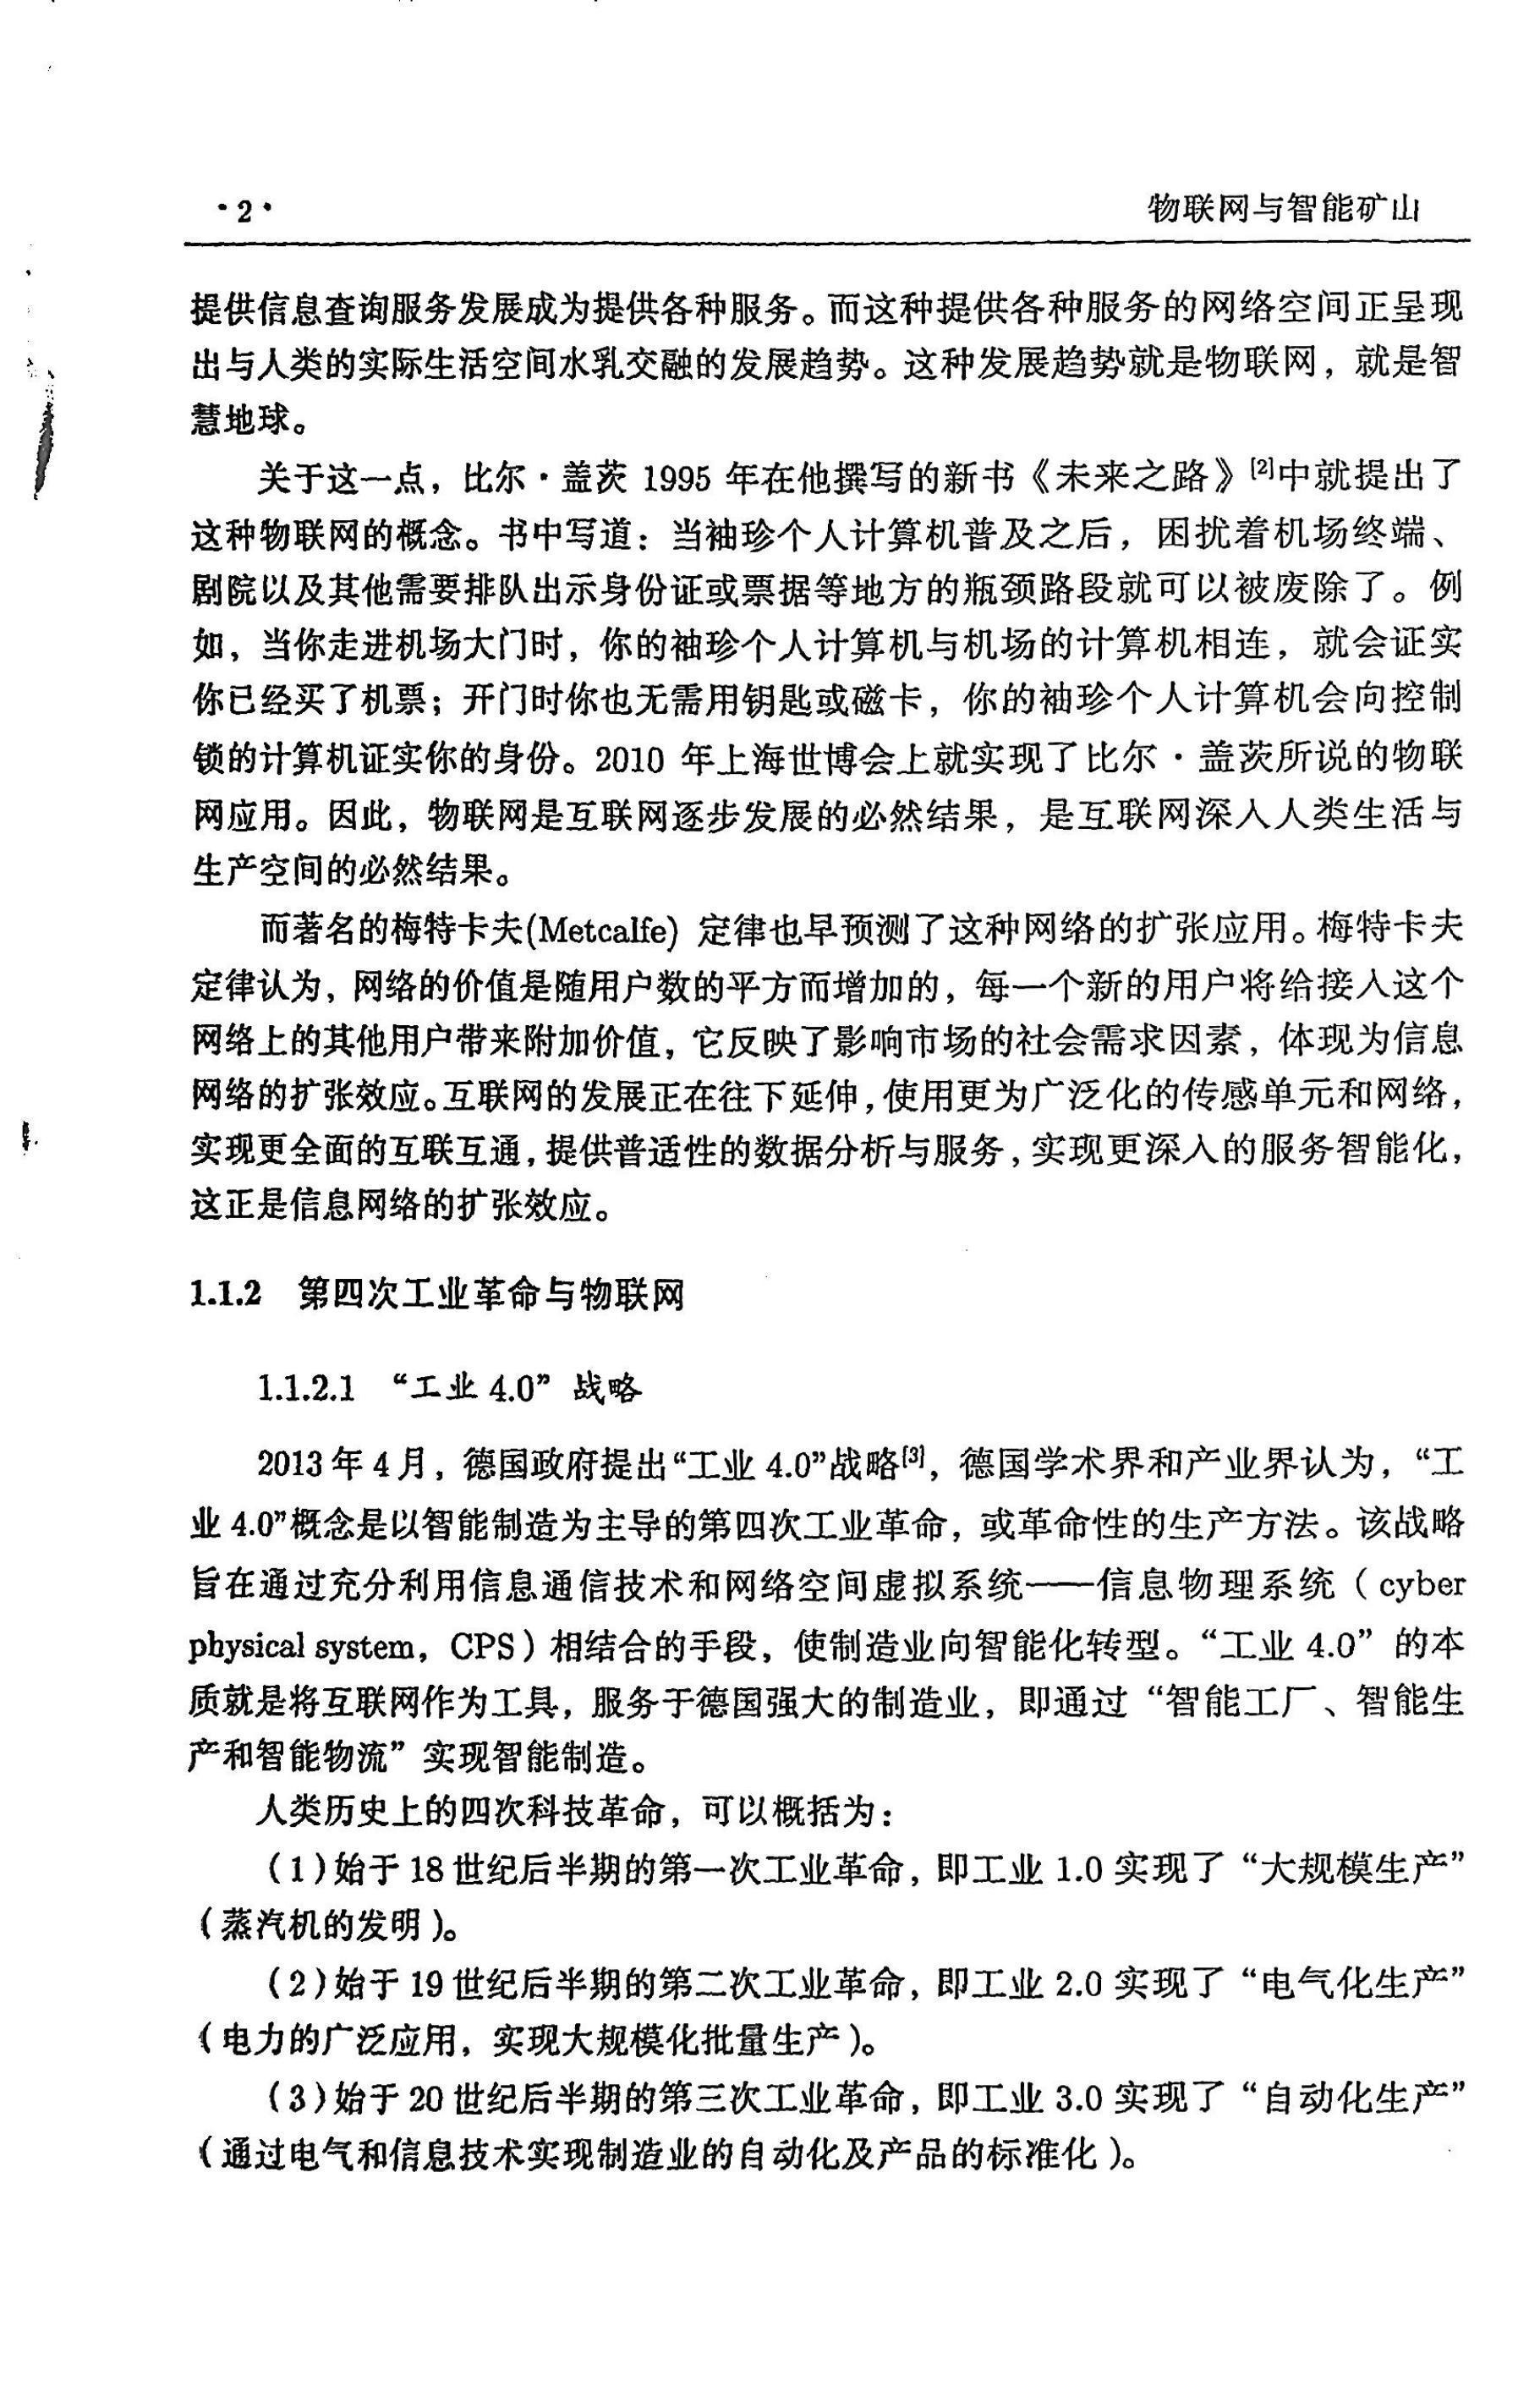 ·2· 物联网与智能矿山
提供信息查询服务发展成为提供各种服务。而这种提供各种服务的网络空间正呈现
出与人类的实际生活空间水乳交融的发展趋势。这种发展趋势就是物联网，就是智
慧地球。
关于这一点，比尔·盖茨 1995 年在他撰写的新书《未来之路》[2]中就提出了
这种物联网的概念。书中写道：当袖珍个人计算机普及之后，困扰着机场终端、
剧院以及其他需要排队出示身份证或票据等地方的瓶颈路段就可以被废除了。例
如，当你走进机场大门时，你的袖珍个人计算机与机场的计算机相连，就会证实
你已经买了机票；开门时你也无需用钥匙或磁卡，你的袖珍个人计算机会向控制
锁的计算机证实你的身份。2010 年上海世博会上就实现了比尔·盖茨所说的物联
网应用。因此，物联网是互联网逐步发展的必然结果，是互联网深入人类生活与
生产空间的必然结果。
而著名的梅特卡夫(Metcalfe) 定律也早预测了这种网络的扩张应用。梅特卡夫
定律认为，网络的价值是随用户数的平方而增加的，每一个新的用户将给接入这个
网络上的其他用户带来附加价值，它反映了影响市场的社会需求因素，体现为信息
网络的扩张效应。互联网的发展正在往下延伸，使用更为广泛化的传感单元和网络，
实现更全面的互联互通，提供普适性的数据分析与服务，实现更深入的服务智能化，
这正是信息网络的扩张效应。
1.1.2 第四次工业革命与物联网
1.1.2.1 “工业 4.0” 战略
2013 年 4 月，德国政府提出“工业 4.0”战略[3]，德国学术界和产业界认为，“工
业 4.0”概念是以智能制造为主导的第四次工业革命，或革命性的生产方法。该战略
旨在通过充分利用信息通信技术和网络空间虚拟系统——信息物理系统（cyber
physical system，CPS）相结合的手段，使制造业向智能化转型。“工业 4.0” 的本
质就是将互联网作为工具，服务于德国强大的制造业，即通过 “智能工厂、智能生
产和智能物流” 实现智能制造。
人类历史上的四次科技革命，可以概括为：
（1）始于 18 世纪后半期的第一次工业革命，即工业 1.0 实现了 “大规模生产”
（蒸汽机的发明）。
（2）始于 19 世纪后半期的第二次工业革命，即工业 2.0 实现了 “电气化生产”
（电力的广泛应用，实现大规模化批量生产）。
（3）始于 20 世纪后半期的第三次工业革命，即工业 3.0 实现了 “自动化生产”
（通过电气和信息技术实现制造业的自动化及产品的标准化）。